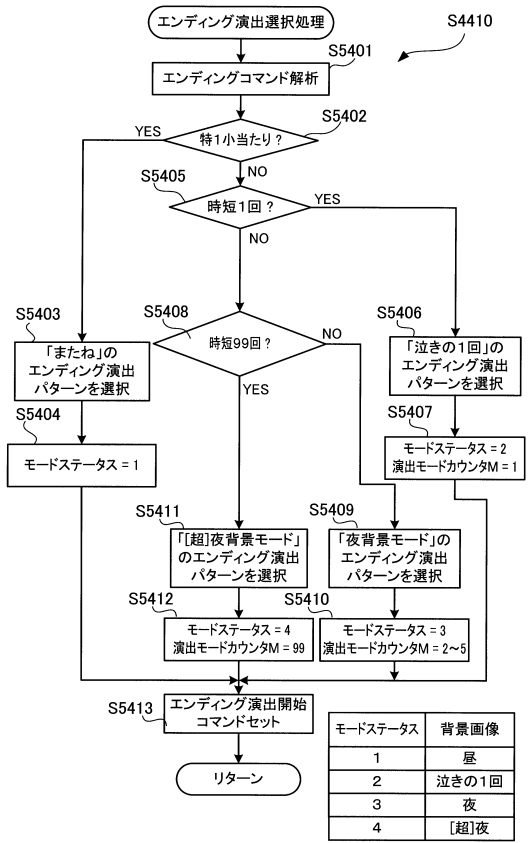 エンディング演出選択処理
S4410
S5401
エンディングコマンド解析
S5402
特1小当たり?
YES
NO
S5405
時短1回?
YES
NO
S5403
「またね」の
エンディング演出
パターンを選択
S5404
モードステータス=1
S5408
時短99回?
NO
YES
S5406
「泣きの1回」の
エンディング演出
パターンを選択
S5407
モードステータス=2
演出モードカウンタM=1
S5411
「[超]夜背景モード」
のエンディング演出
パターンを選択
S5412
モードステータス=4
演出モードカウンタM=99
S5409
「夜背景モード」の
エンディング演出
パターンを選択
S5410
モードステータス=3
演出モードカウンタM=2〜5
S5413
エンディング演出開始
コマンドセット
リターン
モードステータス 背景画像
1 昼
2 泣きの1回
3 夜
4 [超]夜